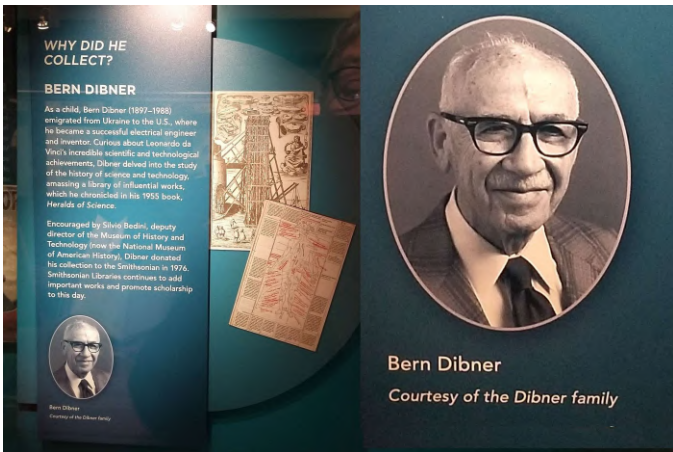 WHY DID HE
COLLECT?
BERN DIBNER
As a child, Bern Dibner (1897–1988)
emigrated from Ukraine to the U.S., where
he became a successful electrical engineer
and inventor. Curious about Leonardo da
Vinci's incredible scientific and technological
achievements, Dibner delved into the study
of the history of science and technology,
amassing a library of influential works,
which he chronicled in his 1955 book,
Heralds of Science.
Encouraged by Silvio Bedini, deputy
director of the Museum of History and
Technology (now the National Museum
of American History), Dibner donated
his collection to the Smithsonian in 1976.
Smithsonian Libraries continues to add
important works and promote scholarship
to this day.
Bern Dibner
Courtesy of the Dibner family
Bern Dibner
Courtesy of the Dibner family